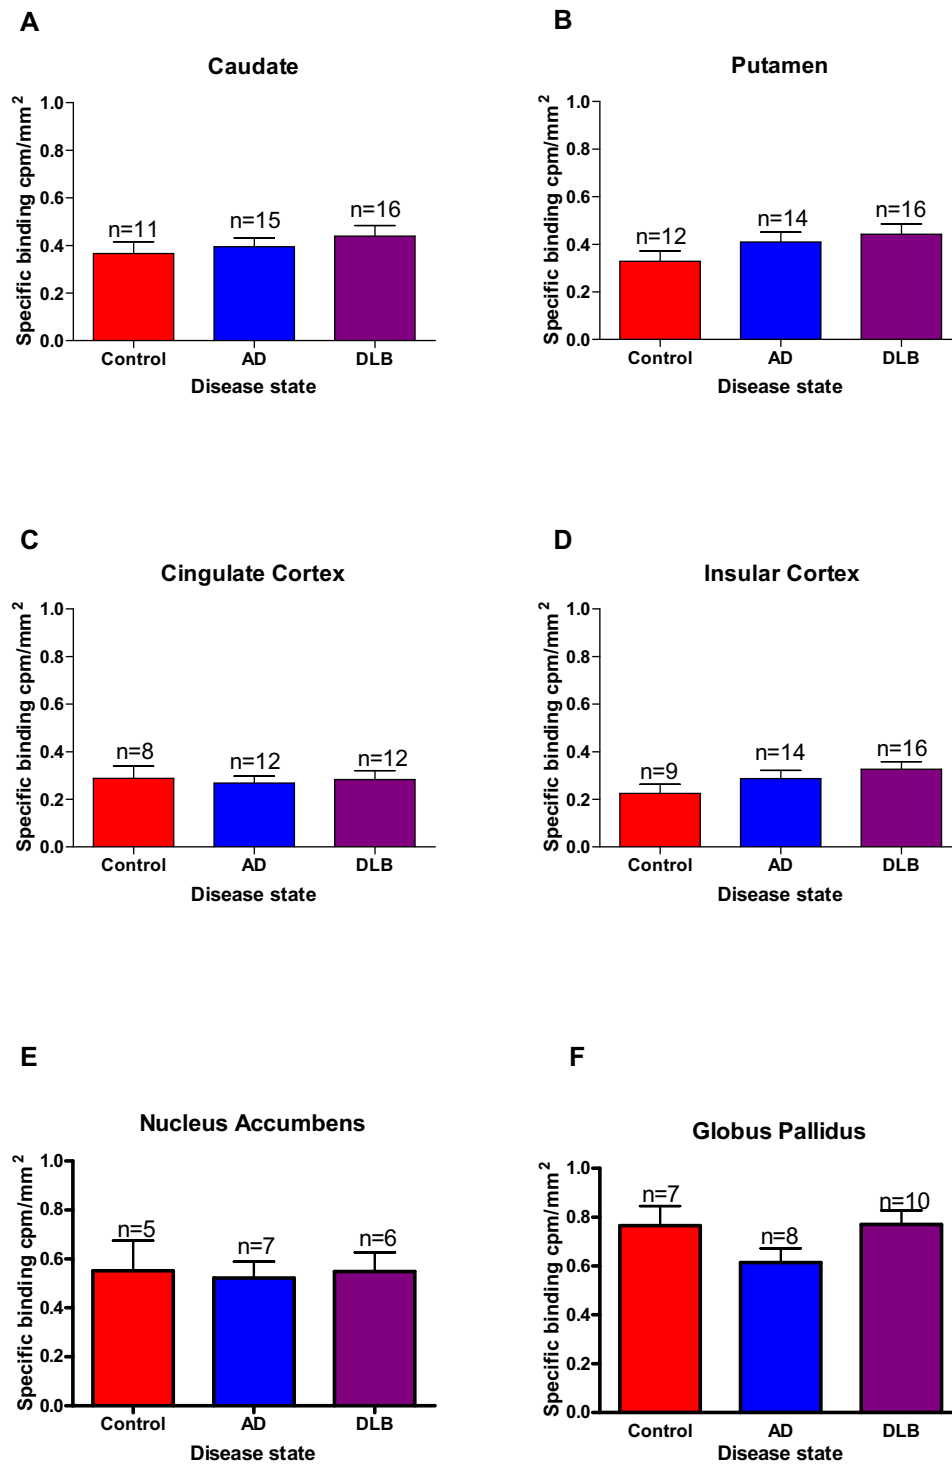 A
Caudate
Specific binding cpm/mm²
1.0
0.8
0.6
0.4
0.2
0.0
n=11
n=15
n=16
Control AD DLB
Disease state
B
Putamen
Specific binding cpm/mm²
1.0
0.8
0.6
0.4
0.2
0.0
n=12
n=14
n=16
Control AD DLB
Disease state
C
Cingulate Cortex
Specific binding cpm/mm²
1.0
0.8
0.6
0.4
0.2
0.0
n=8
n=12
n=12
Control AD DLB
Disease state
D
Insular Cortex
Specific binding cpm/mm²
1.0
0.8
0.6
0.4
0.2
0.0
n=9
n=14
n=16
Control AD DLB
Disease state
E
Nucleus Accumbens
Specific binding cpm/mm²
1.0
0.8
0.6
0.4
0.2
0.0
n=5
n=7
n=6
Control AD DLB
Disease state
F
Globus Pallidus
Specific binding cpm/mm²
1.0
0.8
0.6
0.4
0.2
0.0
n=7
n=8
n=10
Control AD DLB
Disease state